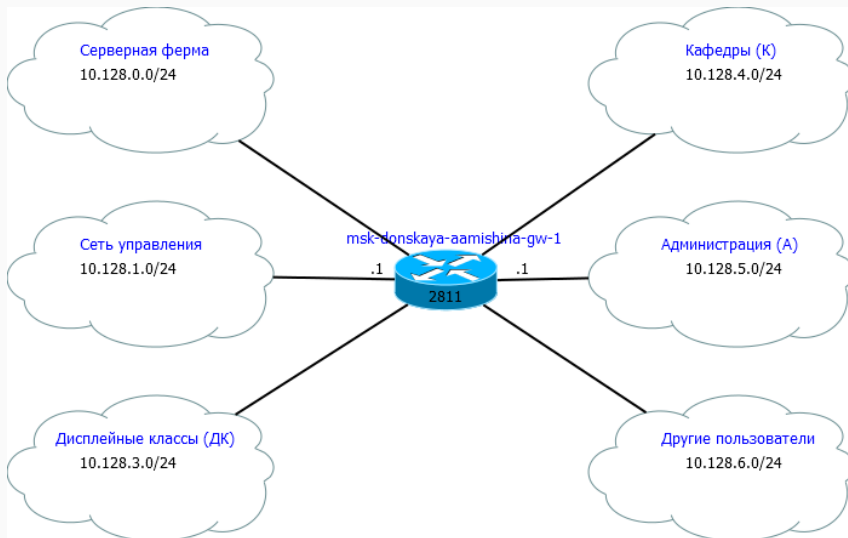 Серверная ферма
10.128.0.0/24
Кафедры (К)
10.128.4.0/24
Сеть управления
10.128.1.0/24
msk-donskaya-aamishina-gw-1
.1
.1
2811
Администрация (А)
10.128.5.0/24
Дисплейные классы (ДК)
10.128.3.0/24
Другие пользователи
10.128.6.0/24